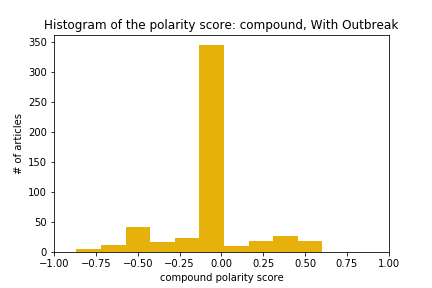 Histogram of the polarity score: compound, With Outbreak
# of articles
350
300
250
200
150
100
50
0
−1.00 −0.75 −0.50 −0.25 0.00 0.25 0.50 0.75 1.00
compound polarity score